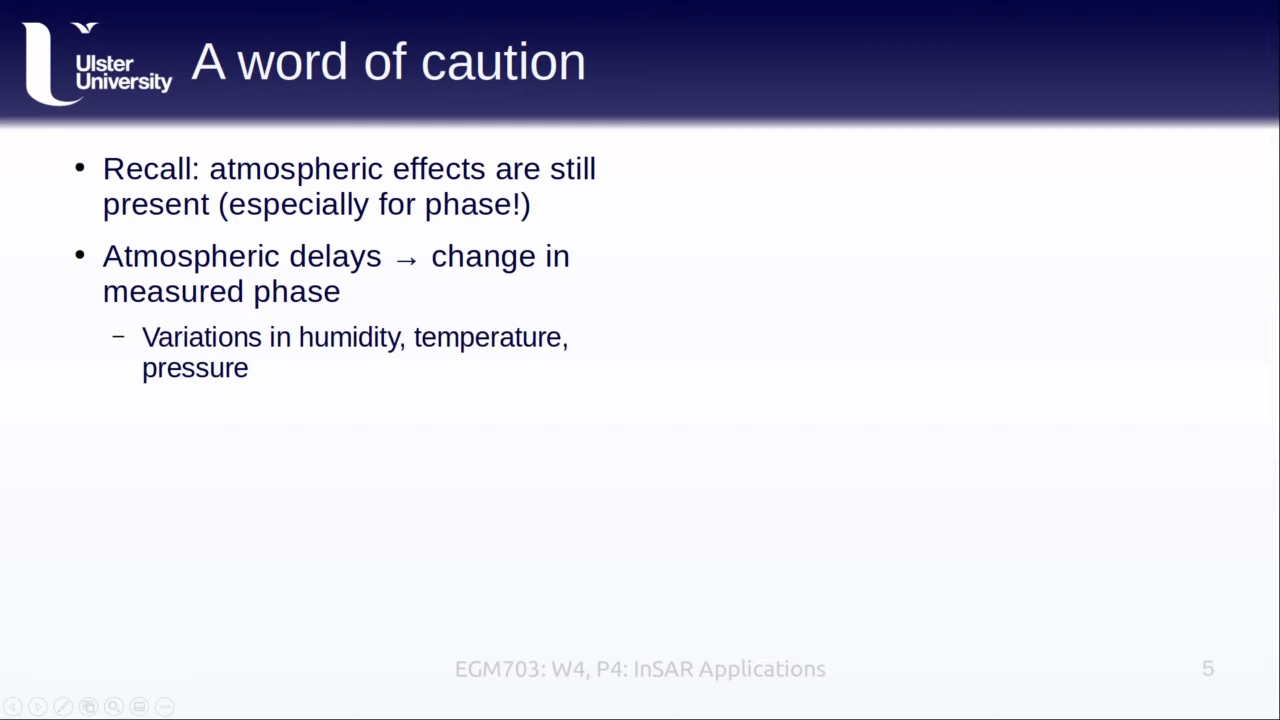 Ulster
University
A word of caution
• Recall: atmospheric effects are still
present (especially for phase!)
• Atmospheric delays → change in
measured phase
– Variations in humidity, temperature,
pressure
EGM703: W4, P4: InSAR Applications
5